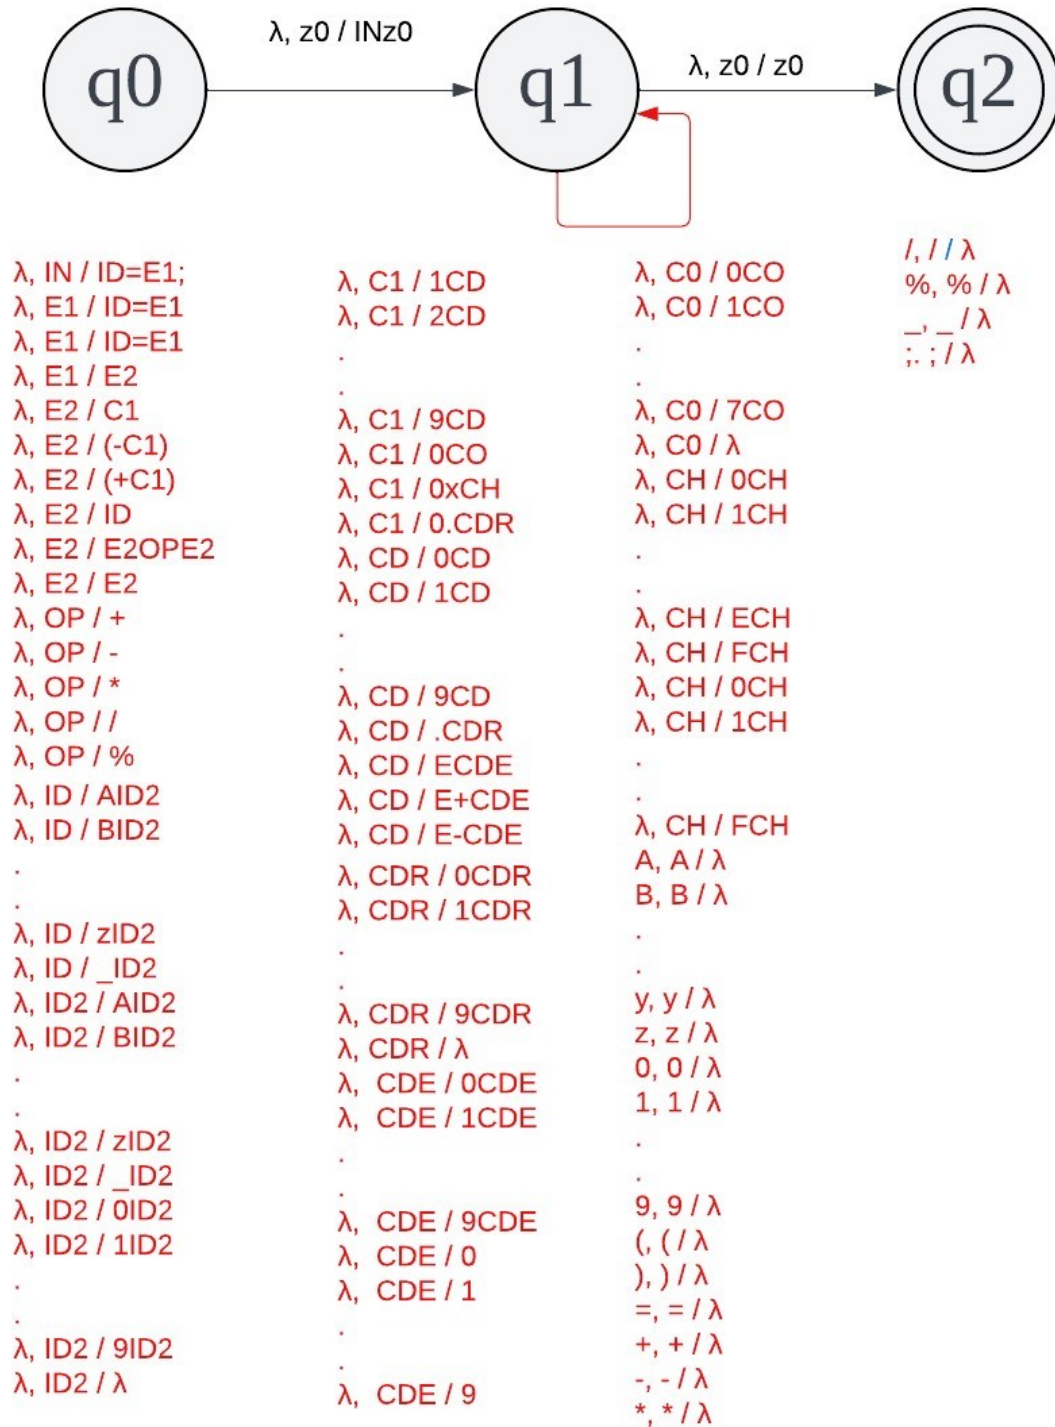 λ, z0 / INz0
λ, z0 / z0
q0
q1
q2
λ, IN / ID=E1;
λ, E1 / ID=E1
λ, E1 / ID=E1
λ, E1 / E2
λ, E2 / C1
λ, E2 / (-C1)
λ, E2 / (+C1)
λ, E2 / ID
λ, E2 / E2OPE2
λ, E2 / E2
λ, OP / +
λ, OP / -
λ, OP / *
λ, OP / /
λ, OP / %
λ, ID / AID2
λ, ID / BID2
.
.
λ, ID / zID2
λ, ID / _ID2
λ, ID2 / AID2
λ, ID2 / BID2
.
.
λ, ID2 / zID2
λ, ID2 / _ID2
λ, ID2 / 0ID2
λ, ID2 / 1ID2
.
.
λ, ID2 / 9ID2
λ, ID2 / λ
λ, C1 / 1CD
λ, C1 / 2CD
.
.
λ, C1 / 9CD
λ, C1 / 0CO
λ, C1 / 0xCH
λ, C1 / 0.CDR
λ, CD / 0CD
λ, CD / 1CD
.
.
λ, CD / 9CD
λ, CD / .CDR
λ, CD / ECDE
λ, CD / E+CDE
λ, CD / E-CDE
λ, CDR / 0CDR
λ, CDR / 1CDR
.
.
λ, CDR / 9CDR
λ, CDR / λ
λ, CDE / 0CDE
λ, CDE / 1CDE
.
.
λ, CDE / 9CDE
λ, CDE / 0
λ, CDE / 1
.
.
λ, CDE / 9
λ, C0 / 0CO
λ, C0 / 1CO
.
.
λ, C0 / 7CO
λ, C0 / λ
λ, CH / 0CH
λ, CH / 1CH
.
.
λ, CH / ECH
λ, CH / FCH
λ, CH / 0CH
λ, CH / 1CH
.
.
λ, CH / FCH
A, A / λ
B, B / λ
.
.
y, y / λ
z, z / λ
0, 0 / λ
1, 1 / λ
.
.
9, 9 / λ
(, ( / λ
), ) / λ
=, = / λ
+, + / λ
-, - / λ
*, * / λ
/, / / λ
%, % / λ
_, _ / λ
;. ; / λ